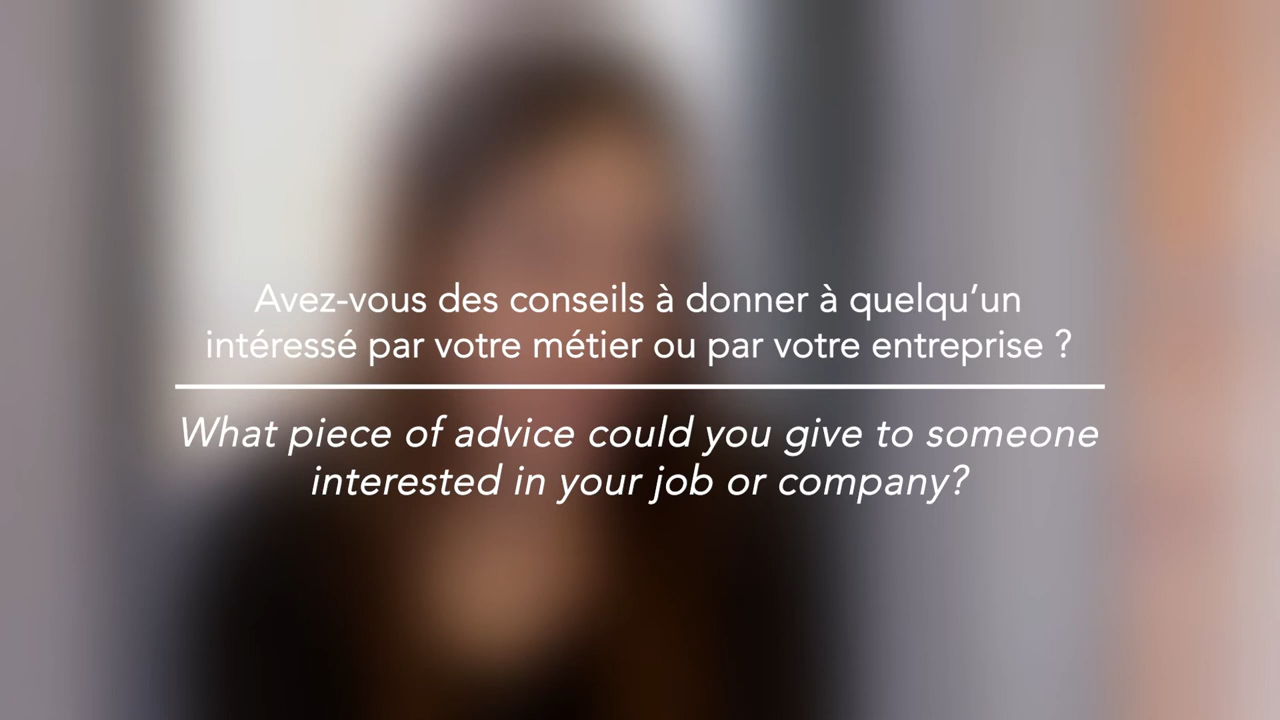 Avez-vous des conseils à donner à quelqu’un
intéressé par votre métier ou par votre entreprise ?
What piece of advice could you give to someone
interested in your job or company?